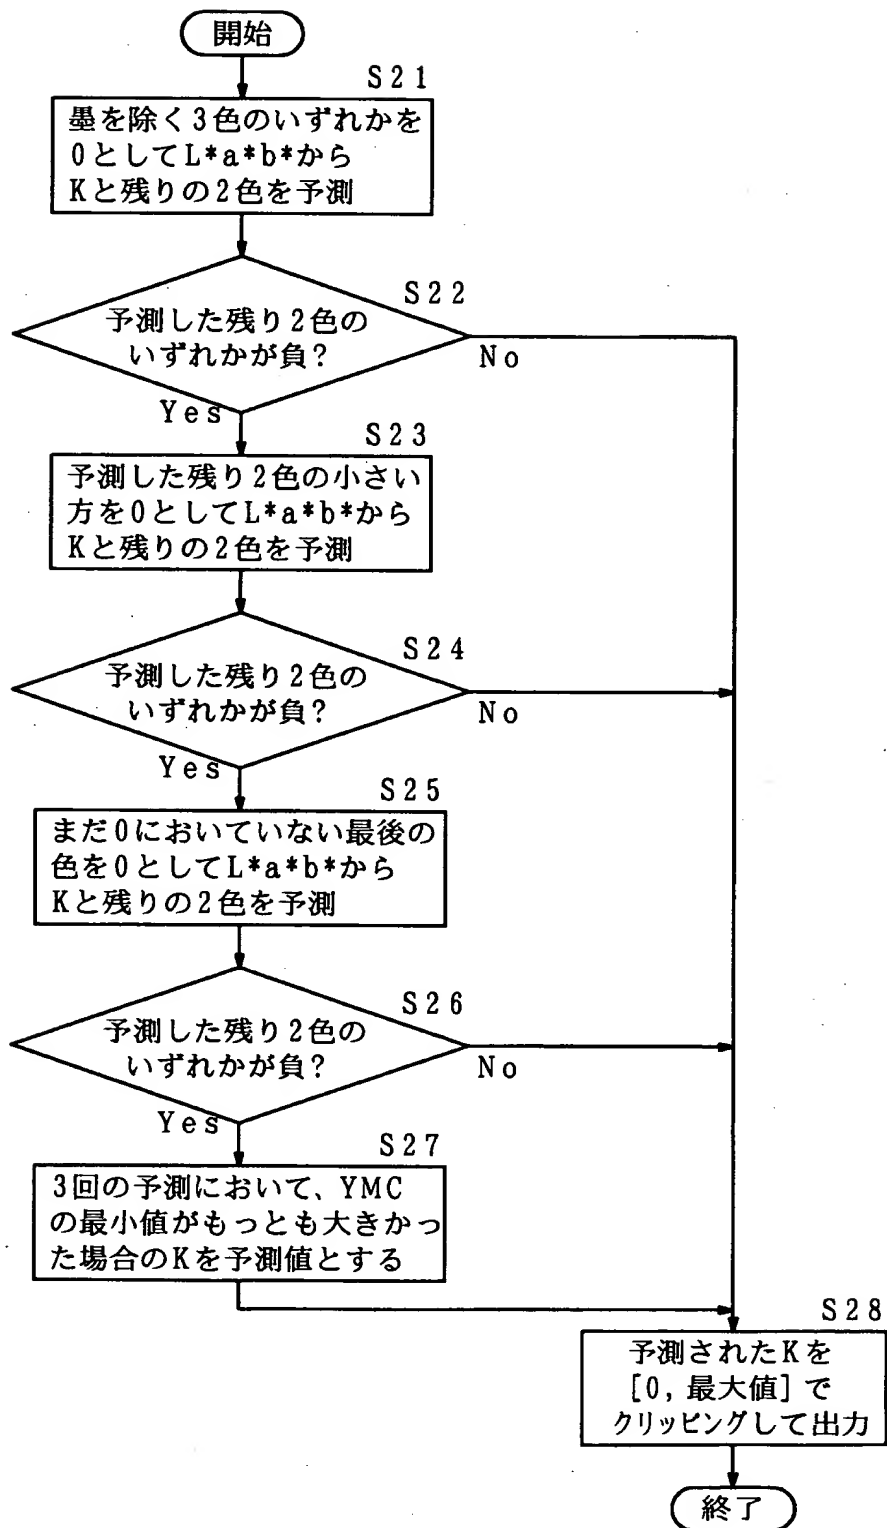 開始
S21
墨を除く3色のいずれかを
0としてL*a*b*から
Kと残りの2色を予測
S22
予測した残り2色の
いずれかが負?
No
Yes
S23
予測した残り2色の小さい
方を0としてL*a*b*から
Kと残りの2色を予測
S24
予測した残り2色の
いずれかが負?
No
Yes
S25
まだ0においていない最後の
色を0としてL*a*b*から
Kと残りの2色を予測
S26
予測した残り2色の
いずれかが負?
No
Yes
S27
3回の予測において、YMC
の最小値がもっとも大きかっ
た場合のKを予測値とする
S28
予測されたKを
[0, 最大値]で
クリッピングして出力
終了